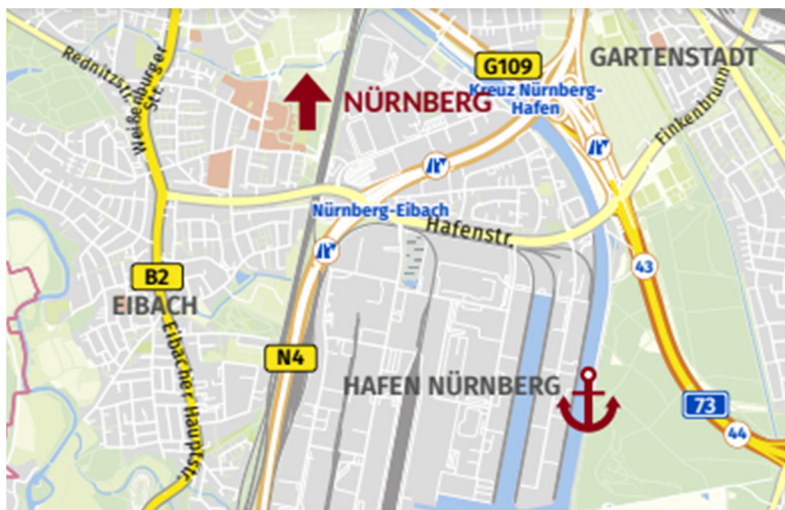 Rednitzstr.
Weißenburger
Str.
NÜRNBERG
G109
Kreuz Nürnberg-
Hafen
GARTENSTADT
Finkenbrunn
Nürnberg-Eibach
Hafenstr.
B2
EIBACH
Eibacher Hauptstr.
N4
HAFEN NÜRNBERG
43
73
44